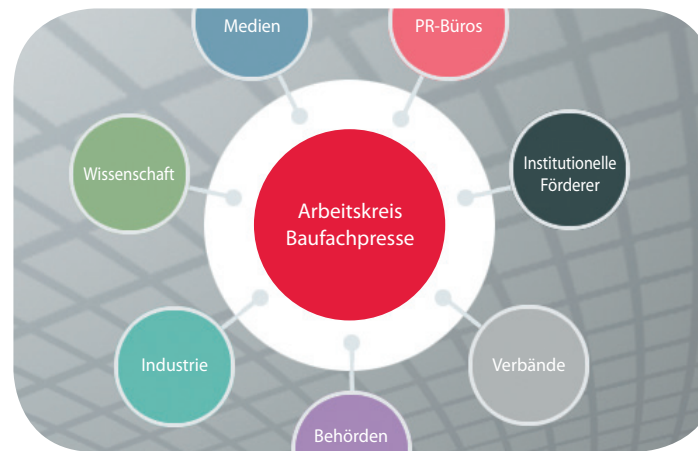 Medien
PR-Büros
Wissenschaft
Institutionelle
Förderer
Arbeitskreis
Baufachpresse
Industrie
Verbände
Behörden